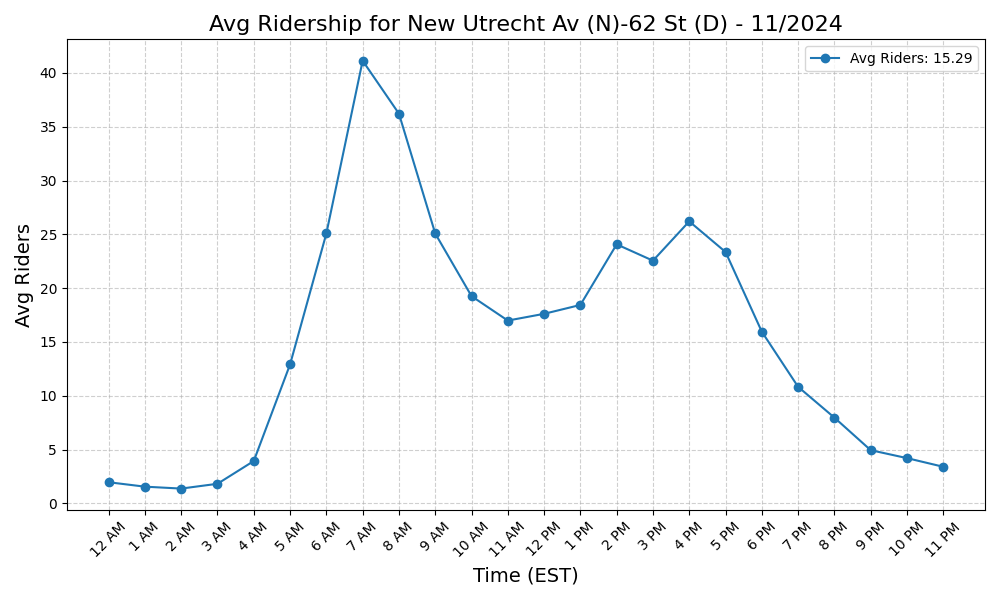 Avg Ridership for New Utrecht Av (N)-62 St (D) - 11/2024
Avg Riders: 15.29
Avg Riders
40
35
30
25
20
15
10
5
0
12 AM
1 AM
2 AM
3 AM
4 AM
5 AM
6 AM
7 AM
8 AM
9 AM
10 AM
11 AM
12 PM
1 PM
2 PM
3 PM
4 PM
5 PM
6 PM
7 PM
8 PM
9 PM
10 PM
11 PM
Time (EST)